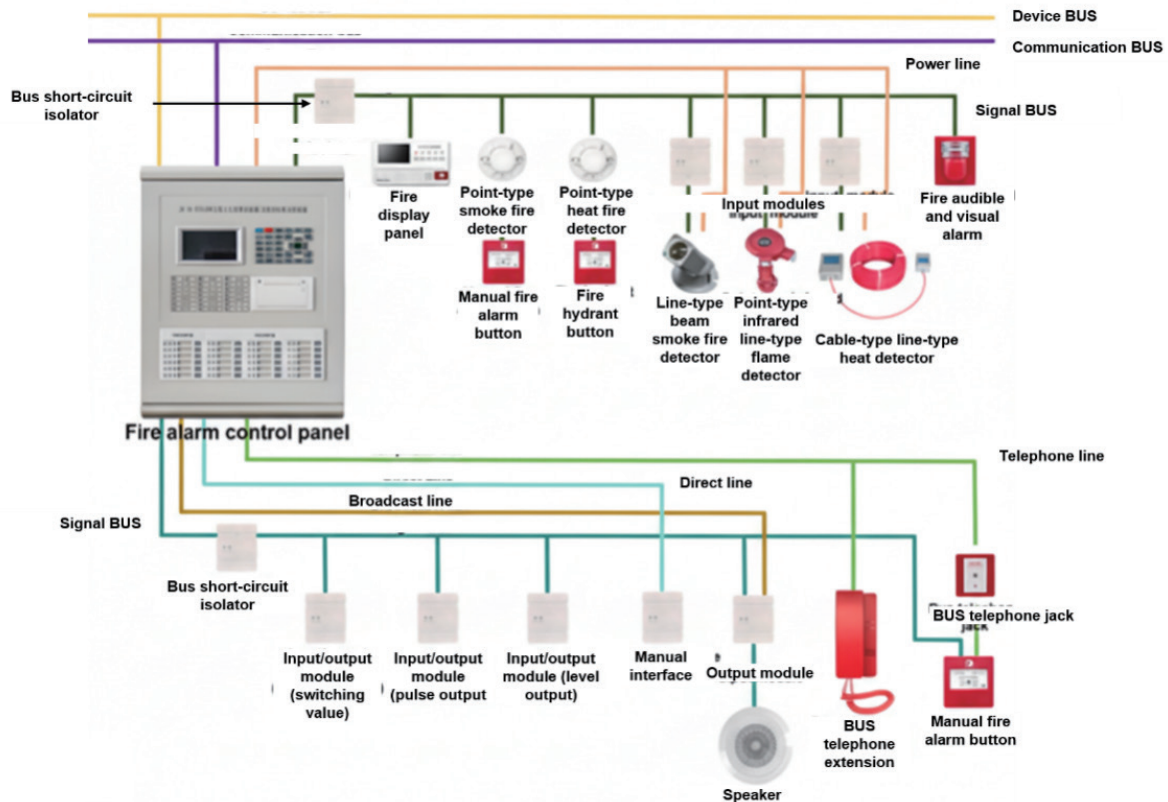 Device BUS
Communication BUS
Power line
Bus short-circuit
isolator
Signal BUS
Fire
display
panel
Point-type
smoke fire
detector
Point-type
heat fire
detector
Input modules
Fire audible
and visual
alarm
Manual fire
alarm
button
Fire
hydrant
button
Line-type
beam
smoke fire
detector
Point-type
infrared
line-type
flame
detector
Cable-type line-type
heat detector
Fire alarm control panel
Telephone line
Direct line
Broadcast line
Signal BUS
Bus short-circuit
isolator
BUS telephone jack
Input/output
module
(switching
value)
Input/output
module
(pulse output
Input/output
module (level
output)
Manual
interface
Output module
BUS
telephone
extension
Manual fire
alarm button
Speaker